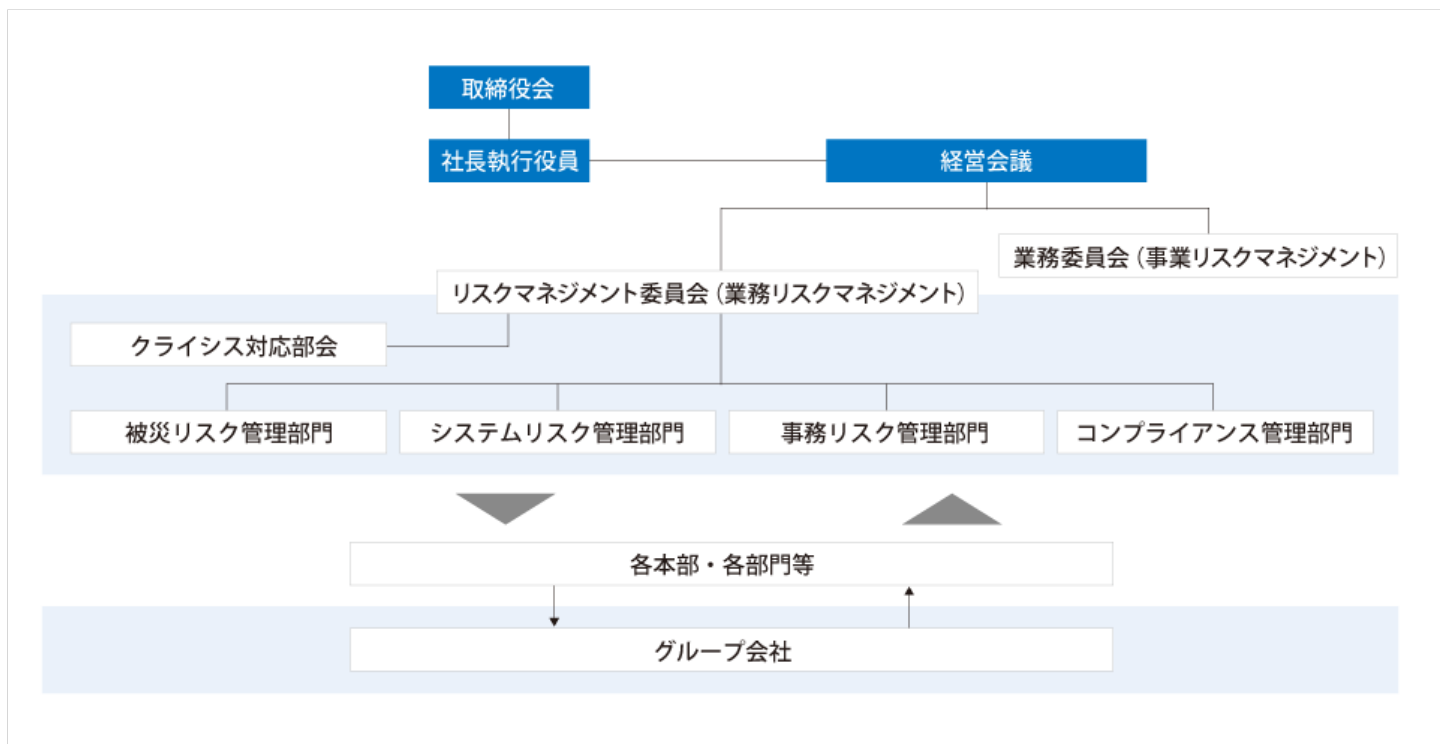 取締役会
社長執行役員
経営会議
業務委員会（事業リスクマネジメント）
リスクマネジメント委員会（業務リスクマネジメント）
クライシス対応部会
被災リスク管理部門
システムリスク管理部門
事務リスク管理部門
コンプライアンス管理部門
各本部・各部門等
グループ会社